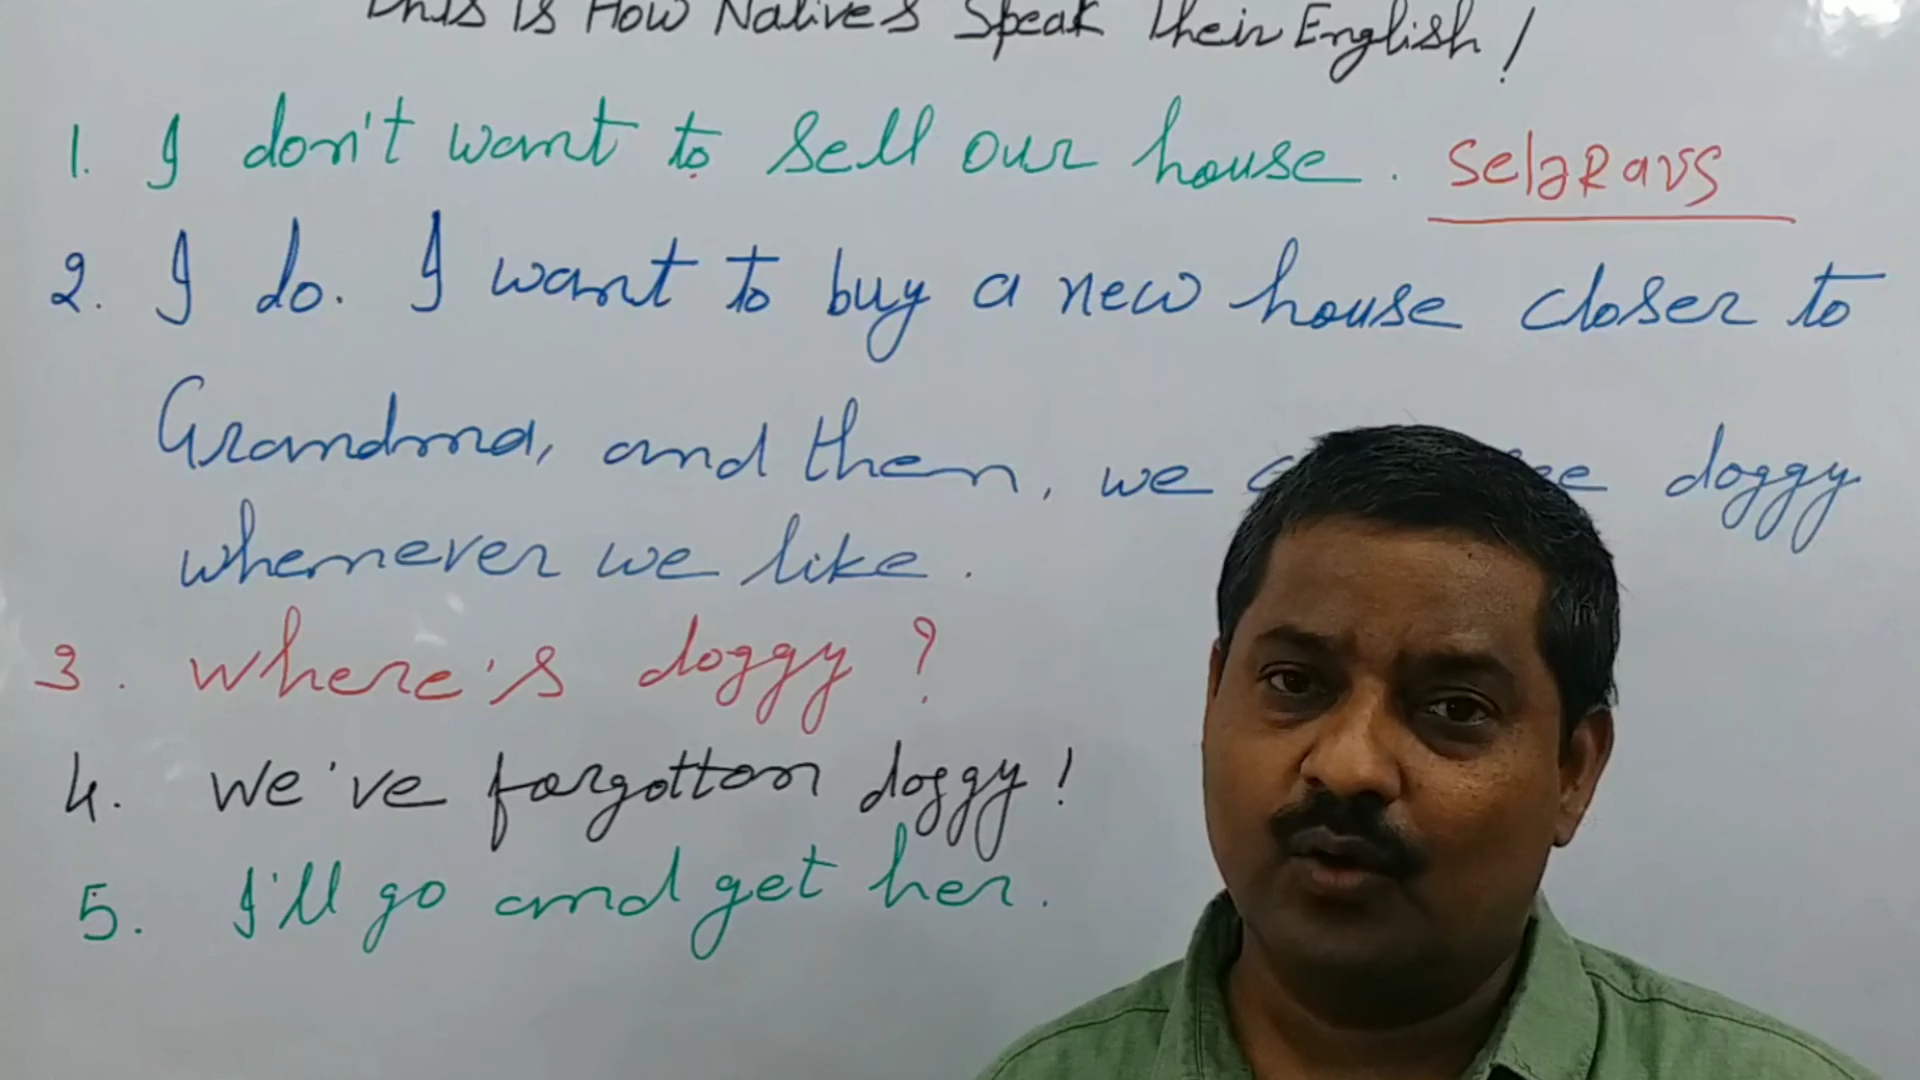 This Is How Natives Speak Their English!
1. I don't want to sell our house. SelaRavs
2. I do. I want to buy a new house closer to
Grandma, and then, we doggy
whenever we like.
3. Where's doggy?
4. We've forgotton doggy!
5. I'll go and get her.